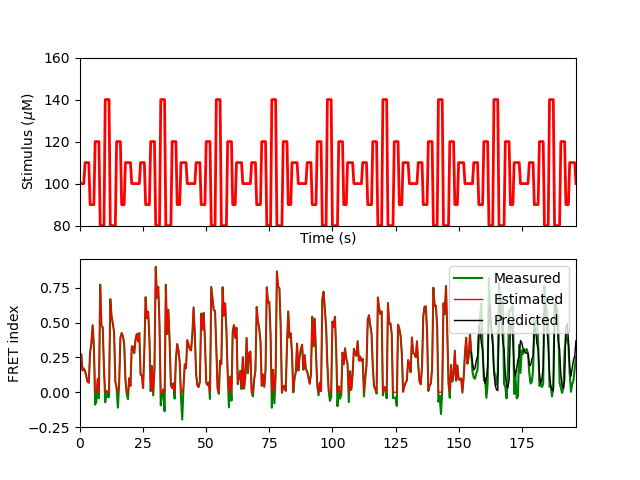 160
140
120
100
80
Stimulus (μM)
Time (s)
0.75
0.50
0.25
0.00
−0.25
FRET index
Measured
Estimated
Predicted
0 25 50 75 100 125 150 175